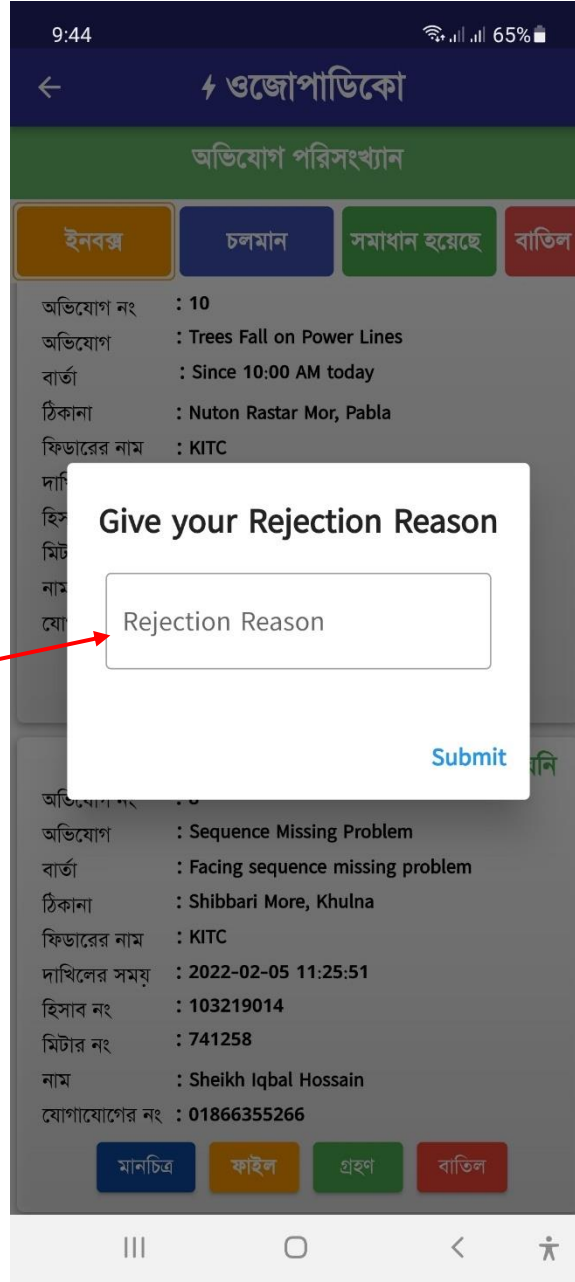 9:44 65%
ওজোপাডিকো
অভিযোগ পরিসংখ্যান
ইনবক্স চলমান সমাধান হয়েছে বাতিল
অভিযোগ নং : 10
অভিযোগ : Trees Fall on Power Lines
বার্তা : Since 10:00 AM today
ঠিকানা : Nuton Rastar Mor, Pabla
ফিডারের নাম : KITC
Give your Rejection Reason
Rejection Reason
Submit
অভিযোগ : Sequence Missing Problem
বার্তা : Facing sequence missing problem
ঠিকানা : Shibbari More, Khulna
ফিডারের নাম : KITC
দাখিলের সময় : 2022-02-05 11:25:51
হিসাব নং : 103219014
মিটার নং : 741258
নাম : Sheikh Iqbal Hossain
যোগাযোগের নং : 01866355266
মানচিত্র ফাইল গ্রহণ বাতিল